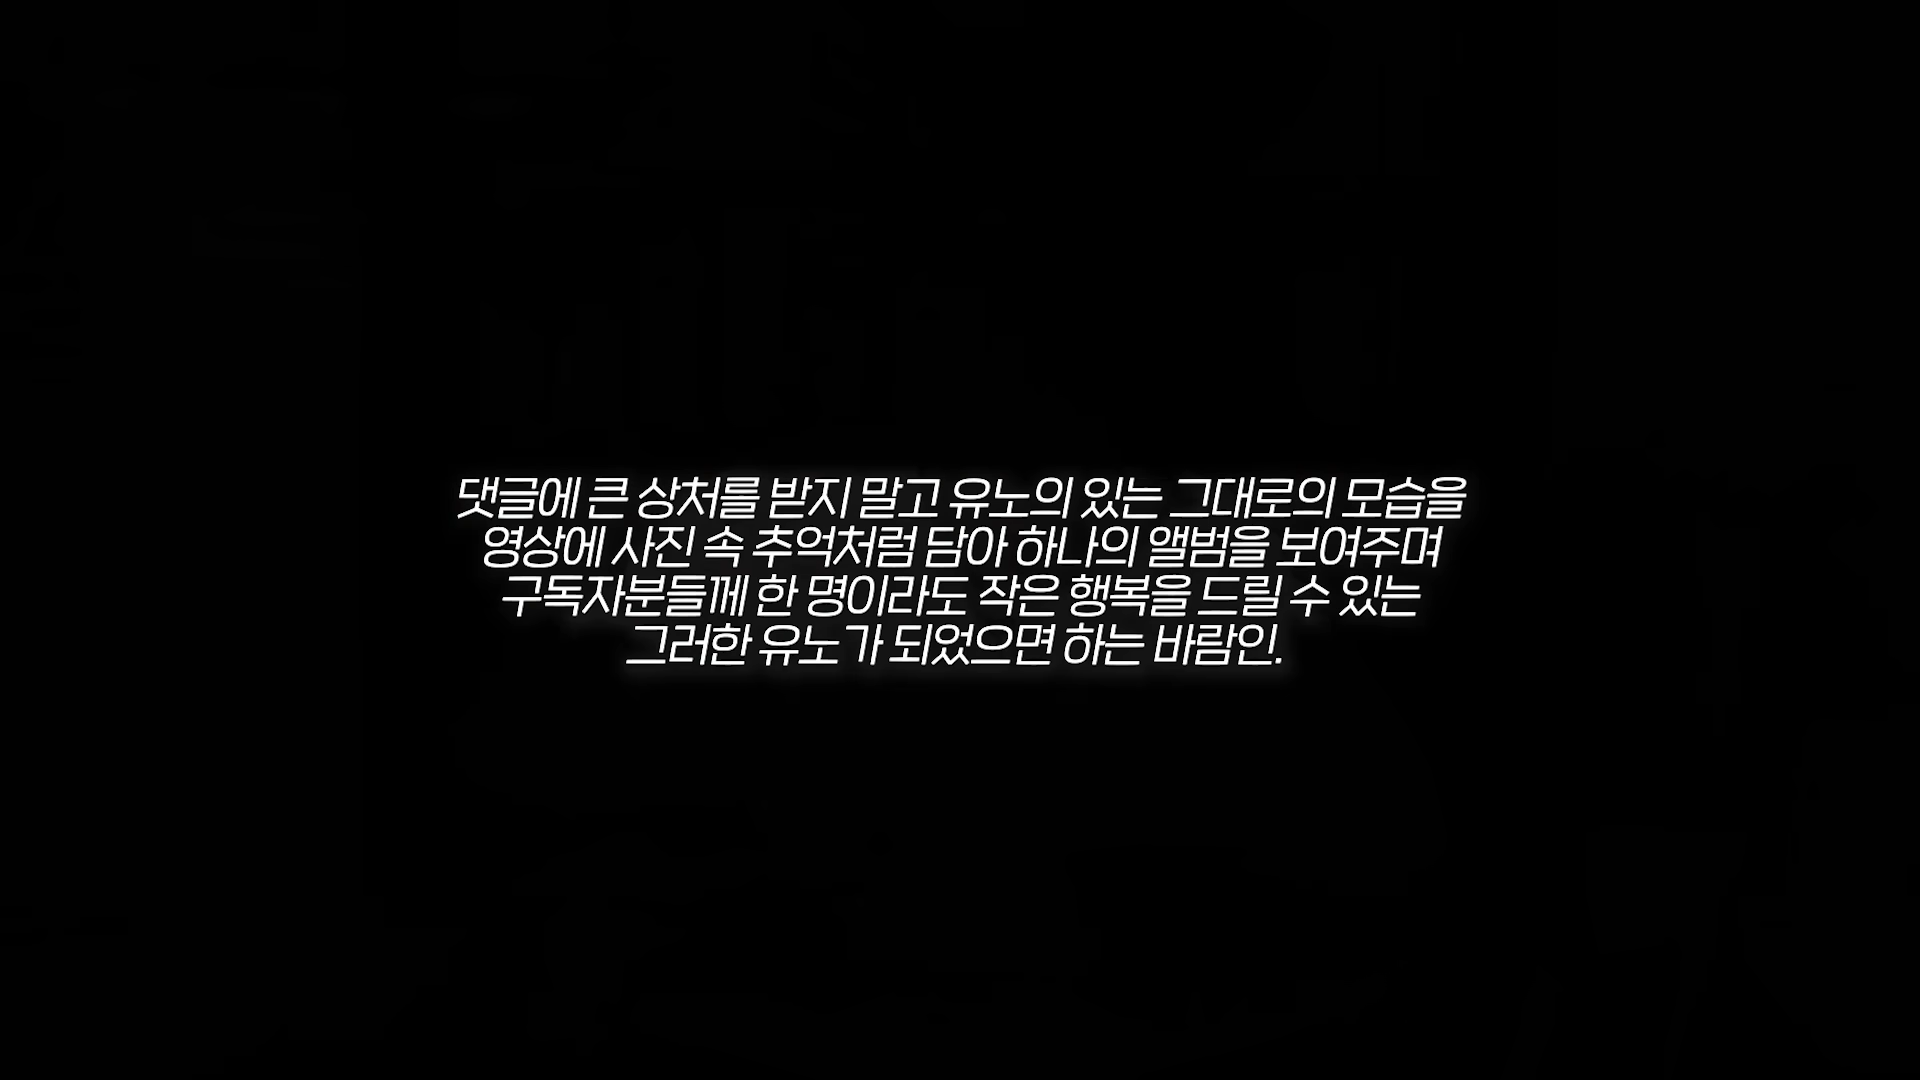 댓글에 큰 상처를 받지 말고 유노의 있는 그대로의 모습을
영상에 사진 속 추억처럼 담아 하나의 앨범을 보여주며
구독자분들께 한 명이라도 작은 행복을 드릴 수 있는
그러한 유노가 되었으면 하는 바람인.